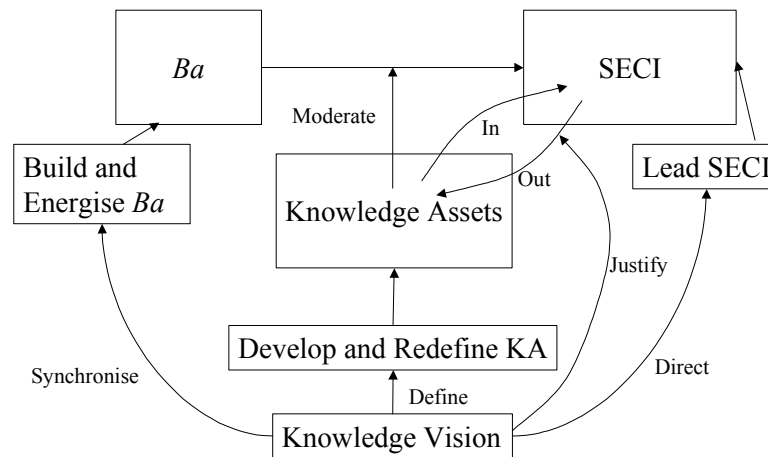 Ba
SECI
Moderate
In
Build and
Energise Ba
Lead SECI
Out
Knowledge Assets
Justify
Develop and Redefine KA
Synchronise
Direct
Define
Knowledge Vision